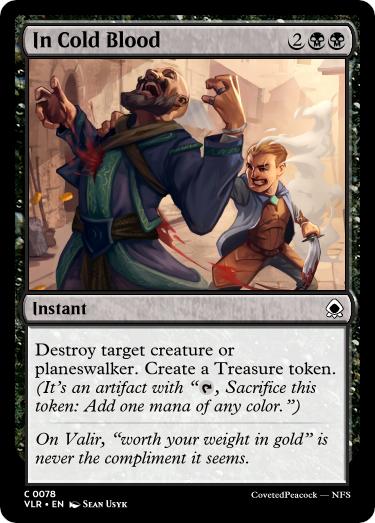 In Cold Blood 2
Instant
Destroy target creature or
planeswalker. Create a Treasure token.
(It's an artifact with “, Sacrifice this
token: Add one mana of any color.”)
On Valir, “worth your weight in gold” is
never the compliment it seems.
C 0078
VLR • EN Sean Usyk CovetedPeacock — NFS